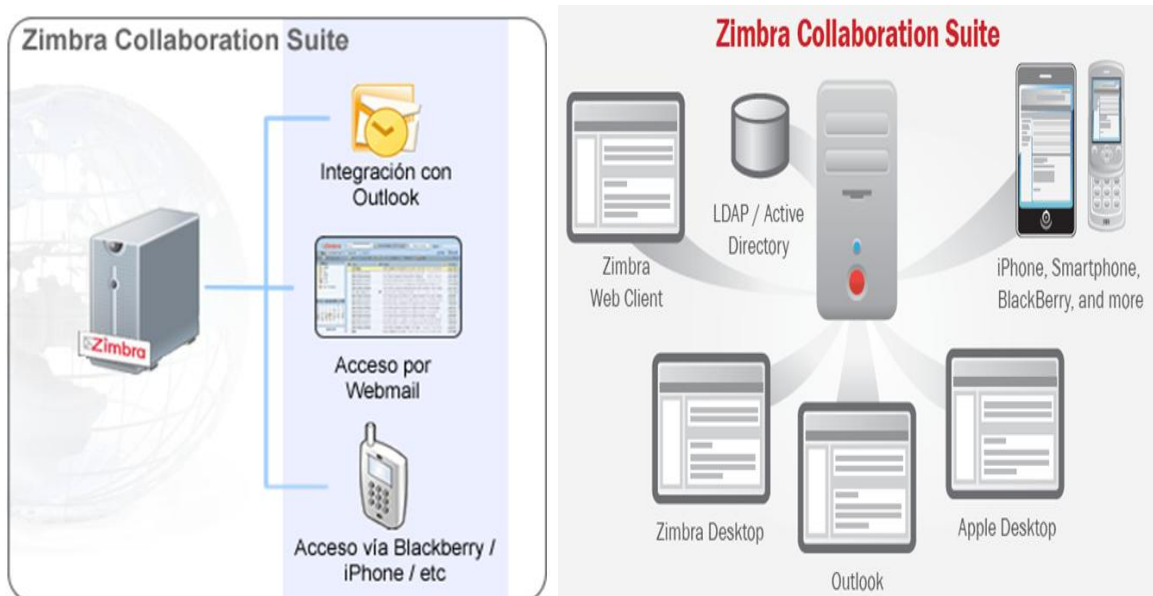 Zimbra Collaboration Suite
Integración con
Outlook
Zimbra
Acceso por
Webmail
Acceso vía Blackberry /
iPhone / etc
Zimbra Collaboration Suite
LDAP / Active
Directory
Zimbra
Web Client
iPhone, Smartphone,
BlackBerry, and more
Zimbra Desktop
Outlook
Apple Desktop